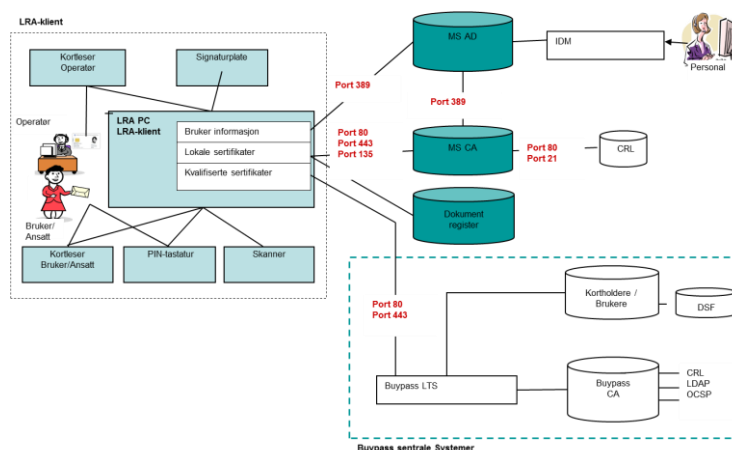 LRA-klient
Kortleser
Operatør
Signaturplate
MS AD
IDM
Personal
Port 389
Port 389
Operatør
LRA PC
LRA-klient
Bruker informasjon
Lokale sertifikater
Kvalifiserte sertifikater
Port 80
Port 443
Port 135
MS CA
Port 80
Port 21
CRL
Bruker/
Ansatt
Dokument
register
Kortleser
Bruker/Ansatt
PIN-tastatur
Skanner
Port 80
Port 443
Kortholdere /
Brukere
DSF
Buypass LTS
Buypass
CA
CRL
LDAP
OCSP
Buypass sentrale Systemer